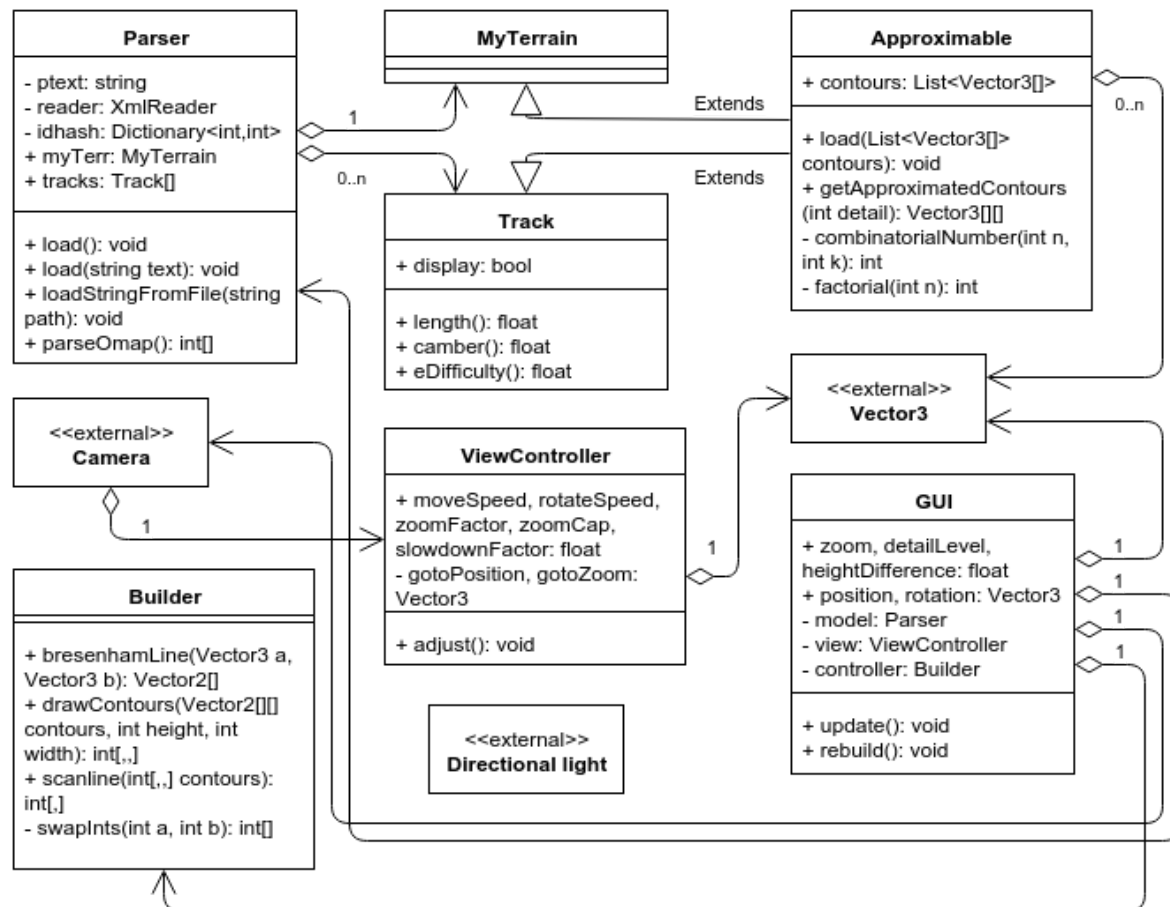 Parser
- ptext: string
- reader: XmlReader
- idhash: Dictionary<int,int>
+ myTerr: MyTerrain
+ tracks: Track[]
+ load(): void
+ load(string text): void
+ loadStringFromFile(string
path): void
+ parseOmap(): int[]
1
0..n
MyTerrain
Extends
Extends
Track
+ display: bool
+ length(): float
+ camber(): float
+ eDifficulty(): float
Approximable
+ contours: List<Vector3[]>
+ load(List<Vector3[]>
contours): void
+ getApproximatedContours
(int detail): Vector3[][]
- combinatorialNumber(int n,
int k): int
- factorial(int n): int
0..n
<<external>>
Vector3
<<external>>
Camera
1
ViewController
+ moveSpeed, rotateSpeed,
zoomFactor, zoomCap,
slowdownFactor: float
- gotoPosition, gotoZoom:
Vector3
+ adjust(): void
1
GUI
+ zoom, detailLevel,
heightDifference: float
+ position, rotation: Vector3
- model: Parser
- view: ViewController
- controller: Builder
+ update(): void
+ rebuild(): void
1
1
1
1
Builder
+ bresenhamLine(Vector3 a,
Vector3 b): Vector2[]
+ drawContours(Vector2[][]
contours, int height, int
width): int[,,]
+ scanline(int[,,] contours):
int[,]
- swapInts(int a, int b): int[]
<<external>>
Directional light